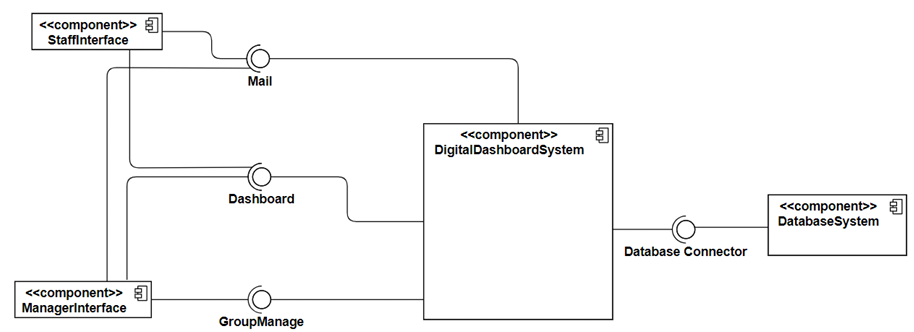 <<component>>
StaffInterface
Mail
<<component>>
DigitalDashboardSystem
Dashboard
<<component>>
DatabaseSystem
Database Connector
<<component>>
ManagerInterface
GroupManage